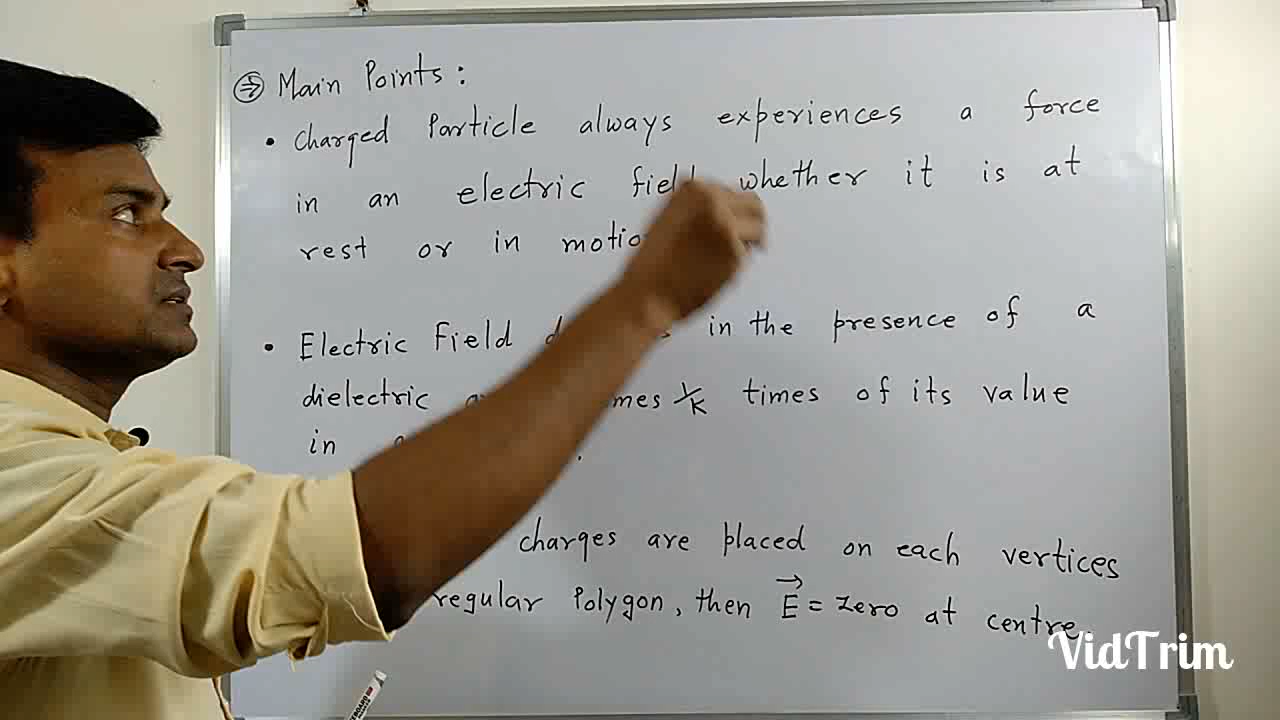 ⇒ Main Points:
• Charged Particle always experiences a force
in an electric field whether it is at
rest or in
• Electric Field in the presence of a
dielectric 1/K times of its value
in
charges are placed on each vertices
regular Polygon, then E⃗ = zero at centre.
VidTrim